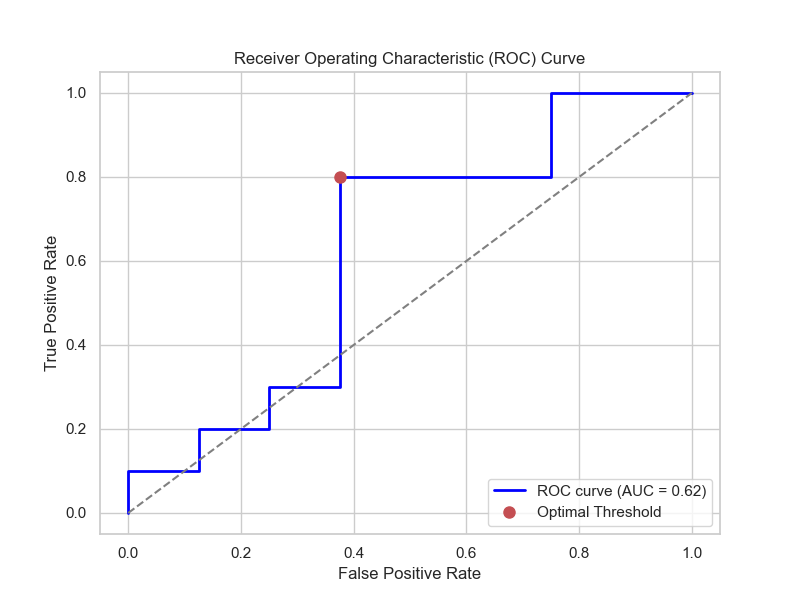 Receiver Operating Characteristic (ROC) Curve
1.0
0.8
0.6
0.4
0.2
0.0
True Positive Rate
0.0 0.2 0.4 0.6 0.8 1.0
False Positive Rate
ROC curve (AUC = 0.62)
Optimal Threshold